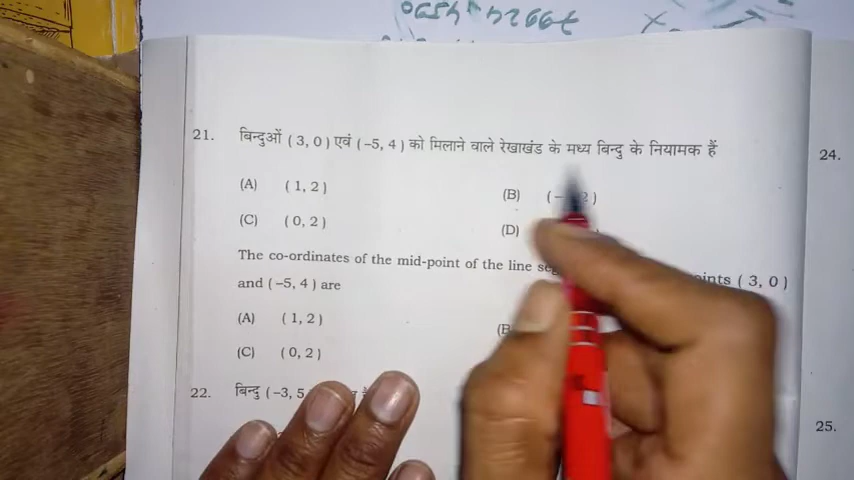 21. बिन्दुओं ( 3, 0 ) एवं ( –5, 4 ) को मिलाने वाले रेखाखंड के मध्य बिन्दु के नियामक हैं
24.
(A) ( 1, 2 ) (B)
(C) ( 0, 2 ) (D)
The co-ordinates of the mid-point of the line ( 3, 0 )
and ( –5, 4 ) are
(A) ( 1, 2 )
(C) ( 0, 2 )
22. बिन्दु ( –3, 5
25.